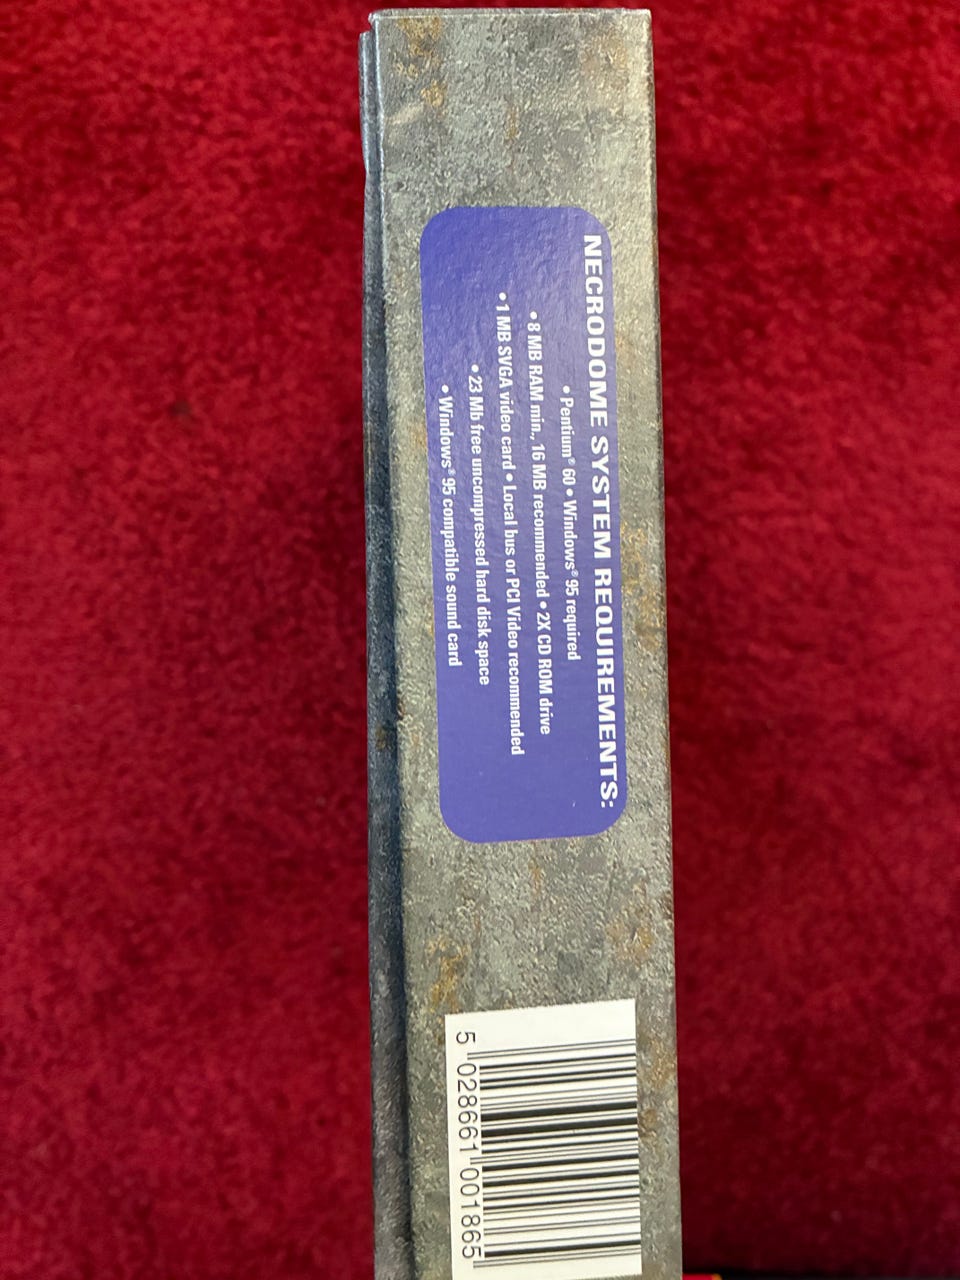 NECRODOME SYSTEM REQUIREMENTS:
• Pentium® 60 • Windows® 95 required
• 8 MB RAM min., 16 MB recommended • 2X CD ROM drive
• 1 MB SVGA video card • Local bus or PCI Video recommended
• 23 Mb free uncompressed hard disk space
• Windows® 95 compatible sound card
5 028661 001865